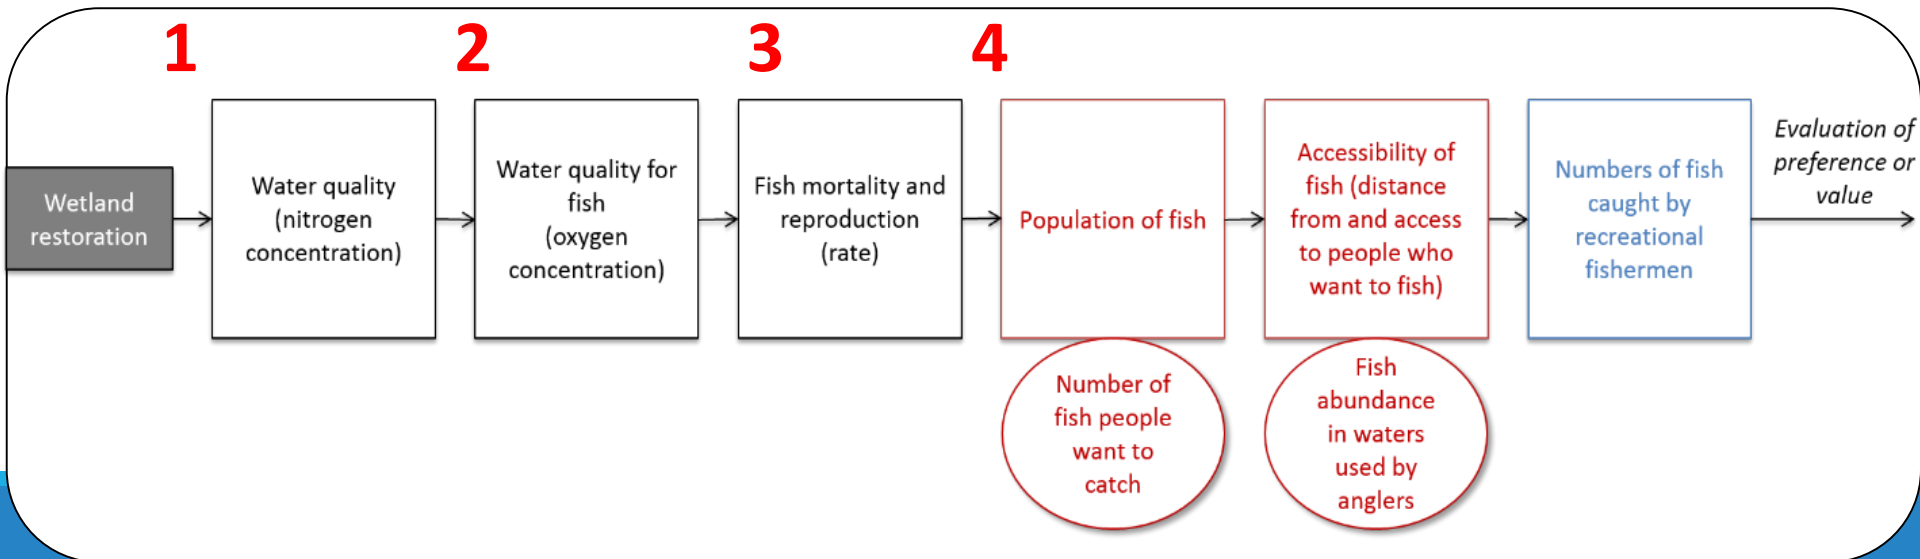 1
2
3
4
Wetland
restoration
Water quality
(nitrogen
concentration)
Water quality for
fish
(oxygen
concentration)
Fish mortality and
reproduction
(rate)
Population of fish
Accessibility of
fish (distance
from and access
to people who
want to fish)
Numbers of fish
caught by
recreational
fishermen
Evaluation of
preference or
value
Number of
fish people
want to
catch
Fish
abundance
in waters
used by
anglers